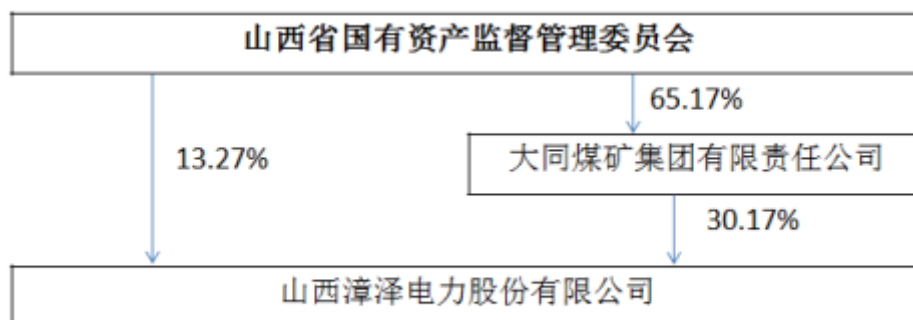 山西省国有资产监督管理委员会
65.17%
13.27%
大同煤矿集团有限责任公司
30.17%
山西漳泽电力股份有限公司